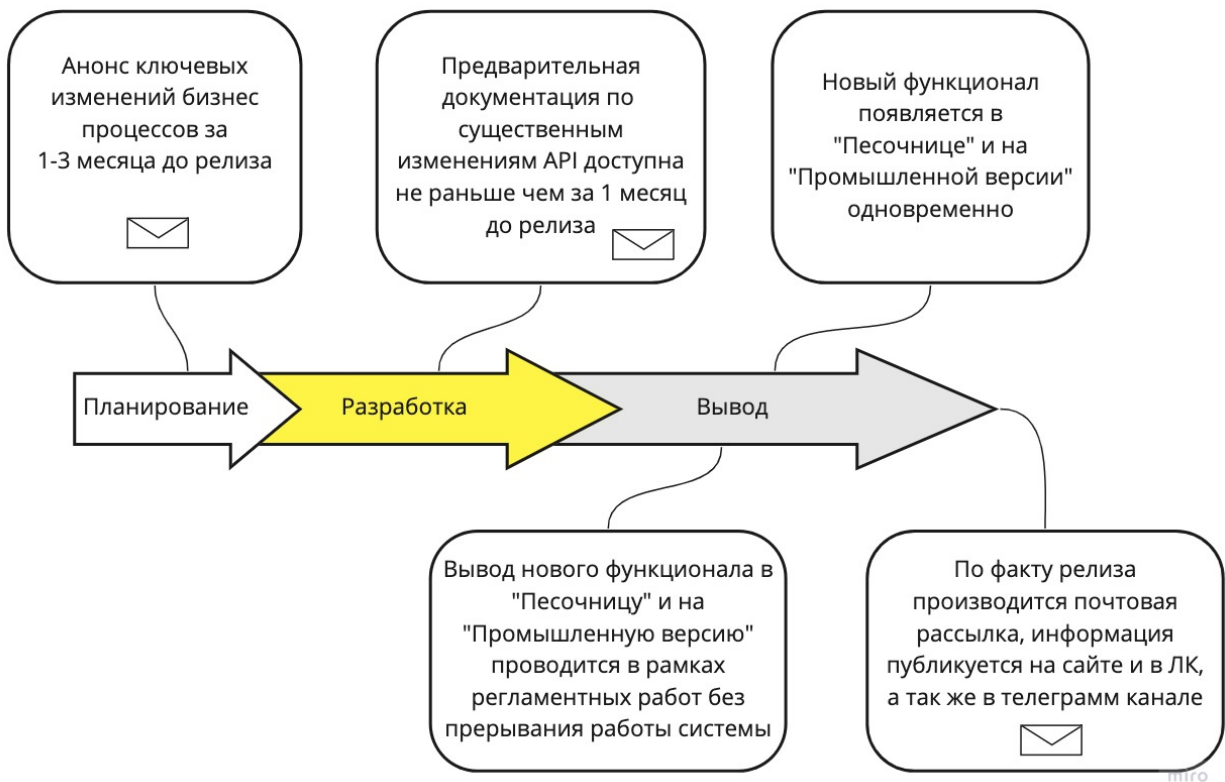 Анонс ключевых
изменений бизнес
процессов за
1-3 месяца до релиза
Предварительная
документация по
существенным
изменениям API доступна
не раньше чем за 1 месяц
до релиза
Новый функционал
появляется в
"Песочнице" и на
"Промышленной версии"
одновременно
Планирование
Разработка
Вывод
Вывод нового функционала в
"Песочницу" и на
"Промышленную версию"
проводится в рамках
регламентных работ без
прерывания работы системы
По факту релиза
производится почтовая
рассылка, информация
публикуется на сайте и в ЛК,
а так же в телеграмм канале
miro